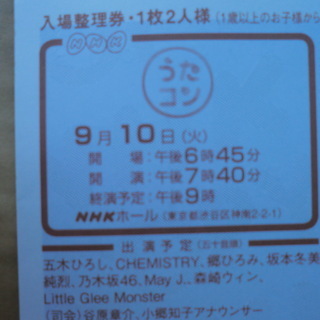 入場整理券・1枚2人様 (1歳以上のお子様から
NHK
うた
コン
9月10日(火)
開 場:午後6時45分
開 演:午後7時40分
終演予定:午後9時
NHKホール(東京都渋谷区神南2-2-1)
出演予定(五十音順)
五木ひろし、CHEMISTRY、郷ひろみ、坂本冬美
純烈、乃木坂46、May J.、森崎ウィン、
Little Glee Monster
(司会)谷原章介、小郷知子アナウンサー